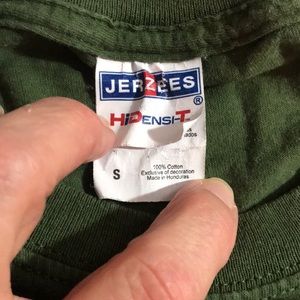 JERZEES
®
HiDENSI-T
S
100% Cotton
Exclusive of decoration
Made in Honduras